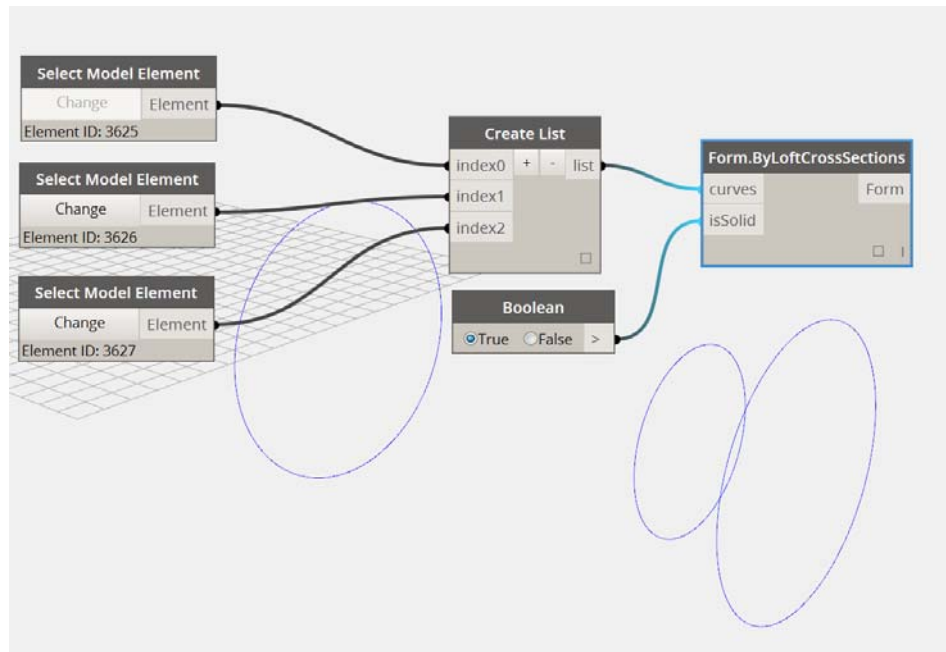 Select Model Element
Change Element
Element ID: 3625
Select Model Element
Change Element
Element ID: 3626
Select Model Element
Change Element
Element ID: 3627
Create List
index0 + - list
index1
index2
Boolean
True False >
Form.ByLoftCrossSections
curves Form
isSolid